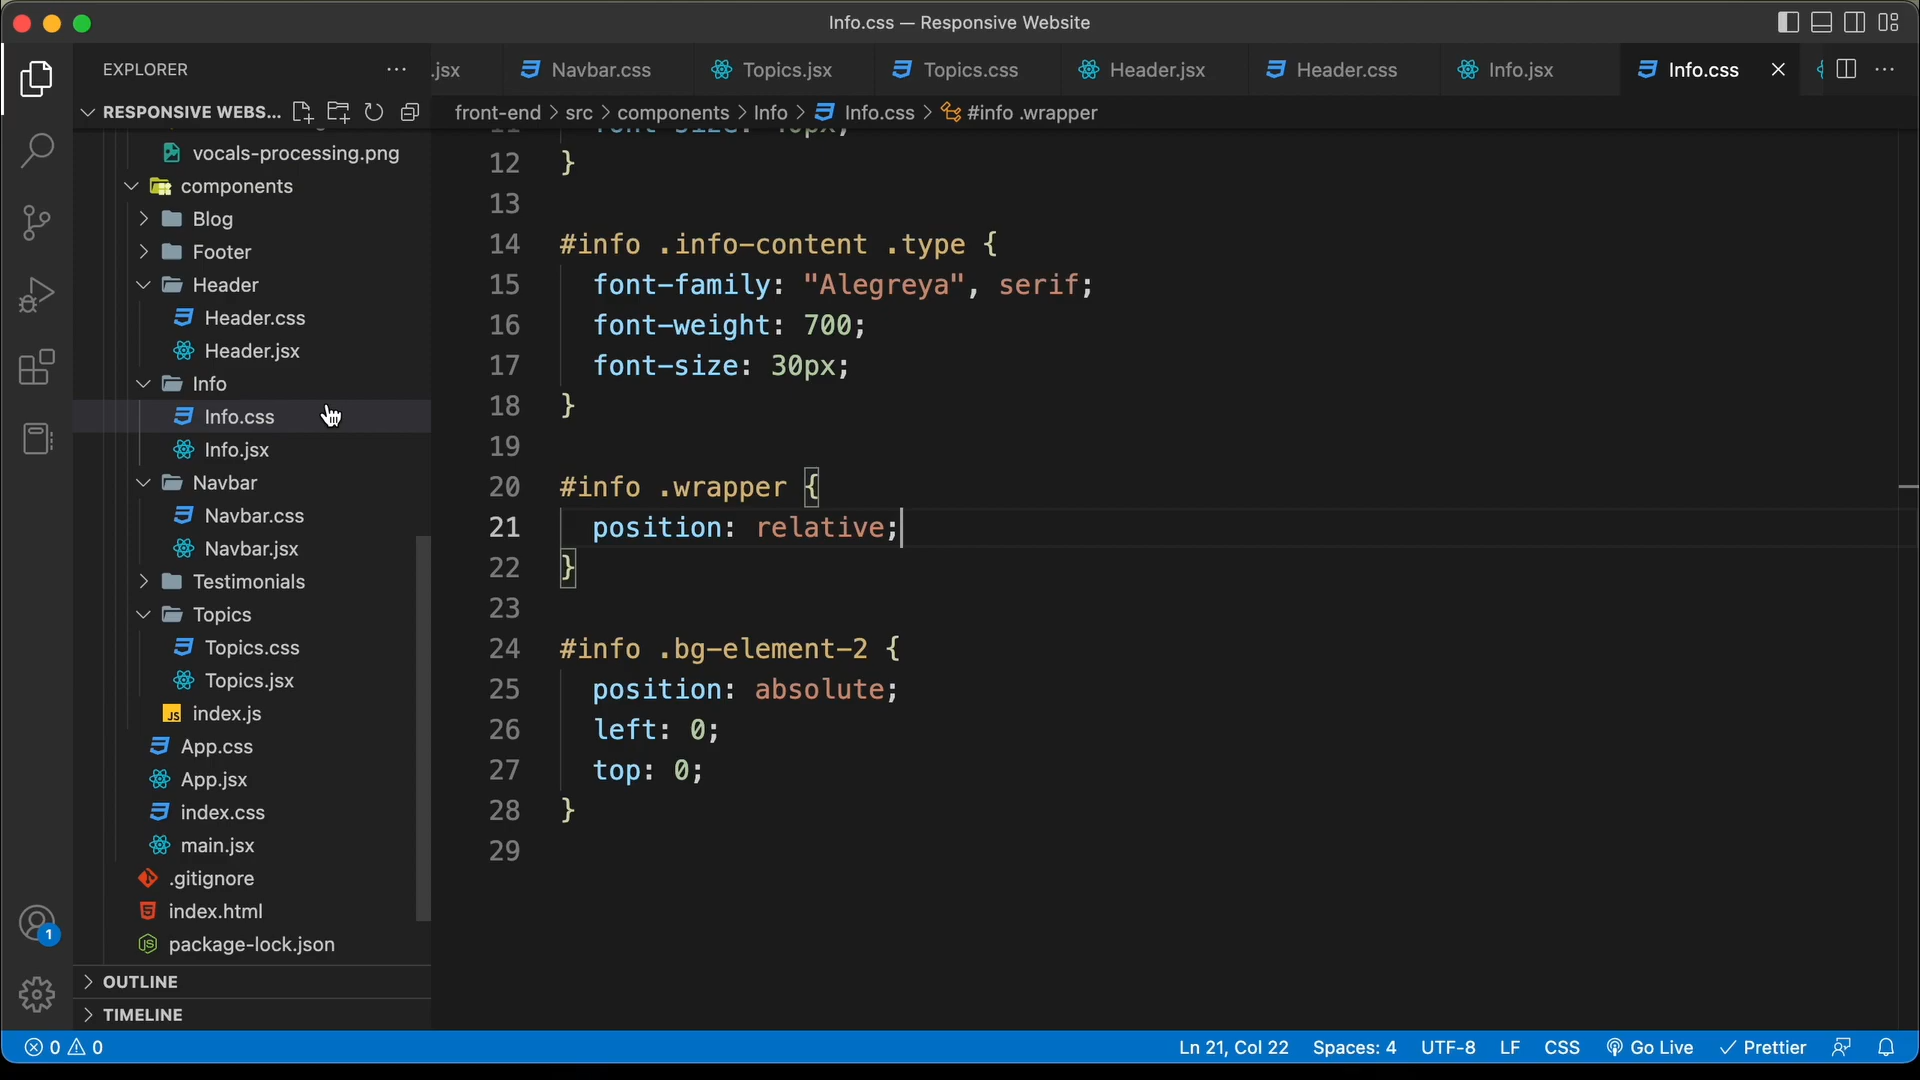 Info.css — Responsive Website
EXPLORER
.jsx
Navbar.css
Topics.jsx
Topics.css
Header.jsx
Header.css
Info.jsx
Info.css
RESPONSIVE WEBS...
front-end > src > components > Info > Info.css > #info .wrapper
vocals-processing.png
components
Blog
Footer
Header
Header.css
Header.jsx
Info
Info.css
Info.jsx
Navbar
Navbar.css
Navbar.jsx
Testimonials
Topics
Topics.css
Topics.jsx
JS index.js
App.css
App.jsx
index.css
main.jsx
.gitignore
index.html
package-lock.json
OUTLINE
TIMELINE
1
12 }
13
14 #info .info-content .type {
15 font-family: "Alegreya", serif;
16 font-weight: 700;
17 font-size: 30px;
18 }
19
20 #info .wrapper {
21 position: relative;
22 }
23
24 #info .bg-element-2 {
25 position: absolute;
26 left: 0;
27 top: 0;
28 }
29
0 0
Ln 21, Col 22
Spaces: 4
UTF-8
LF
CSS
Go Live
Prettier